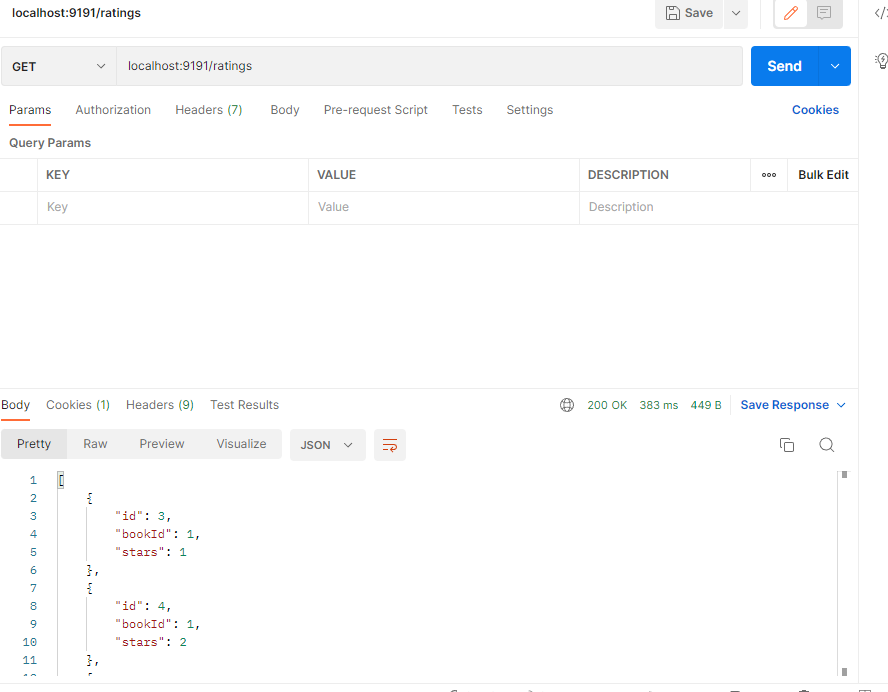 localhost:9191/ratings
Save
GET localhost:9191/ratings Send
Params Authorization Headers (7) Body Pre-request Script Tests Settings Cookies
Query Params
KEY VALUE DESCRIPTION ooo Bulk Edit
Key Value Description
Body Cookies (1) Headers (9) Test Results 200 OK 383 ms 449 B Save Response
Pretty Raw Preview Visualize JSON
1 [
2 {
3 "id": 3,
4 "bookId": 1,
5 "stars": 1
6 },
7 {
8 "id": 4,
9 "bookId": 1,
10 "stars": 2
11 },